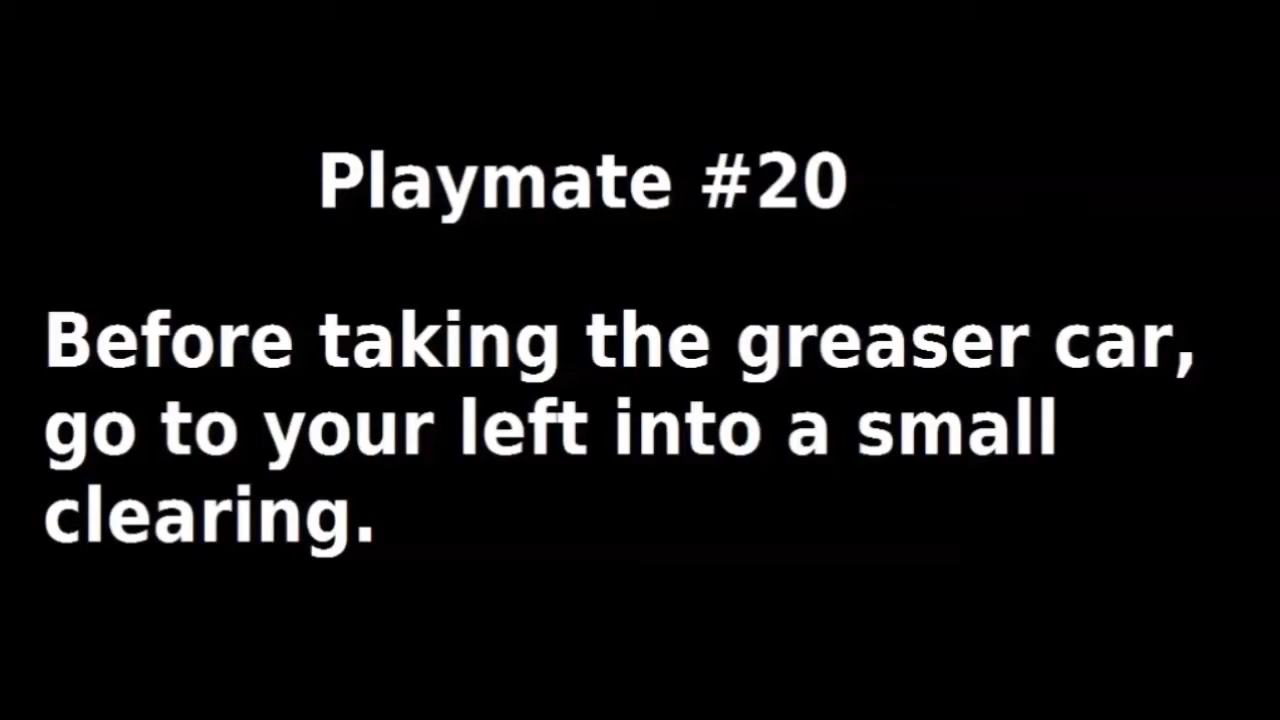 Playmate #20
Before taking the greaser car,
go to your left into a small
clearing.